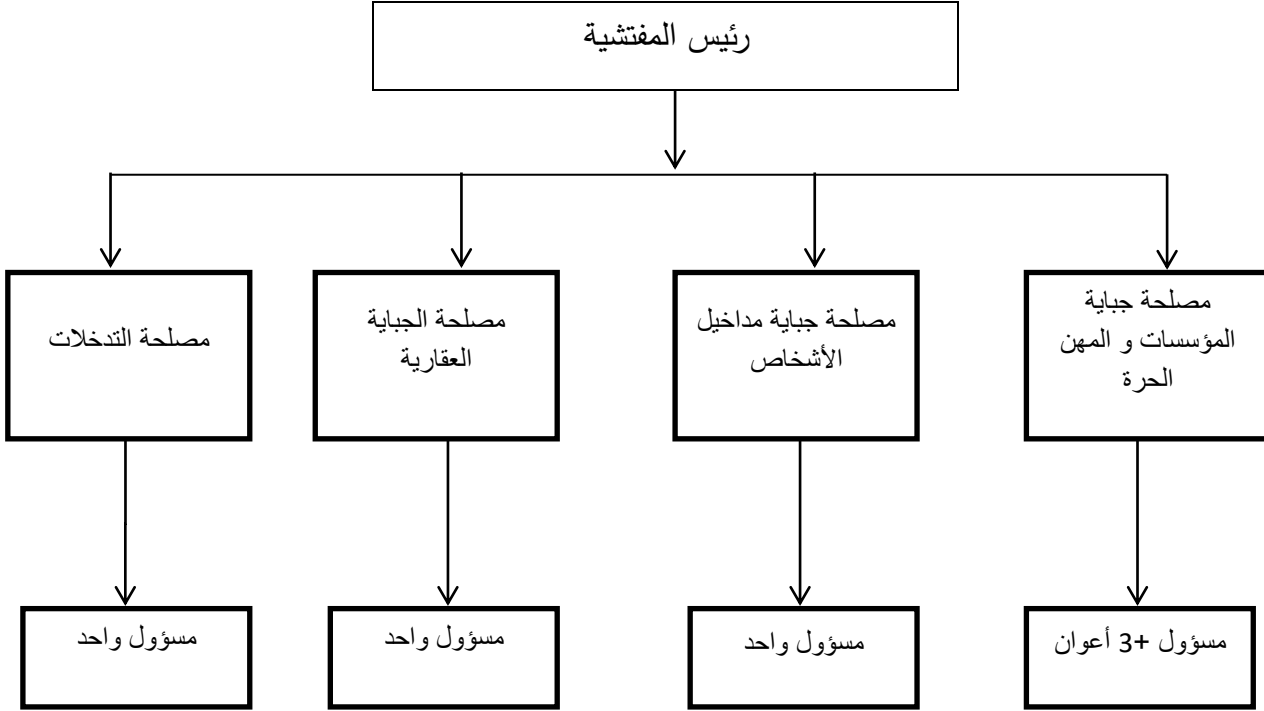 رئيس المفتشية
مصلحة جباية
المؤسسات و المهن
الحرة
مصلحة جباية مداخيل
الأشخاص
مصلحة الجباية
العقارية
مصلحة التدخلات
مسؤول +3 أعوان
مسؤول واحد
مسؤول واحد
مسؤول واحد